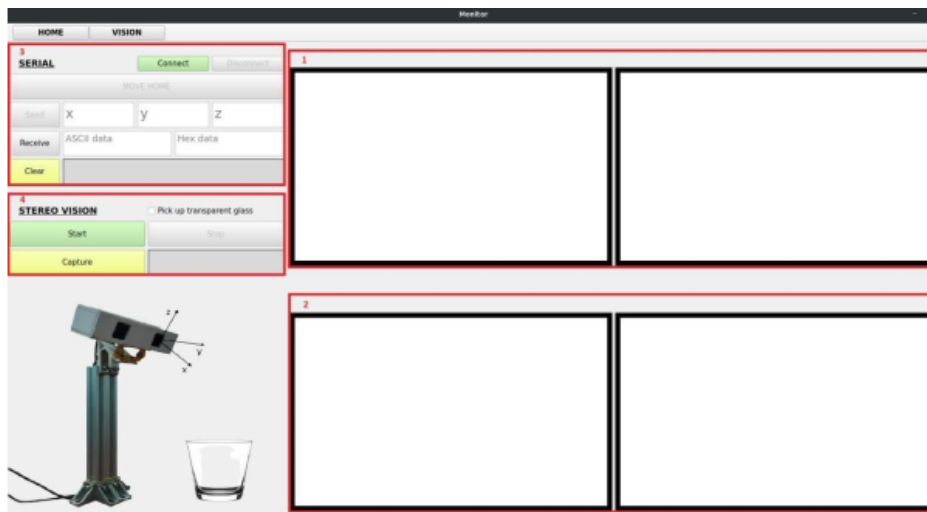 Monitor
HOME VISION
3
SERIAL Connect Disconnect
MOVE HOME
Send x y z
Receive ASCII data Hex data
Clear
4
STEREO VISION Pick up transparent glass
Start Stop
Capture
z
y
x
1
2